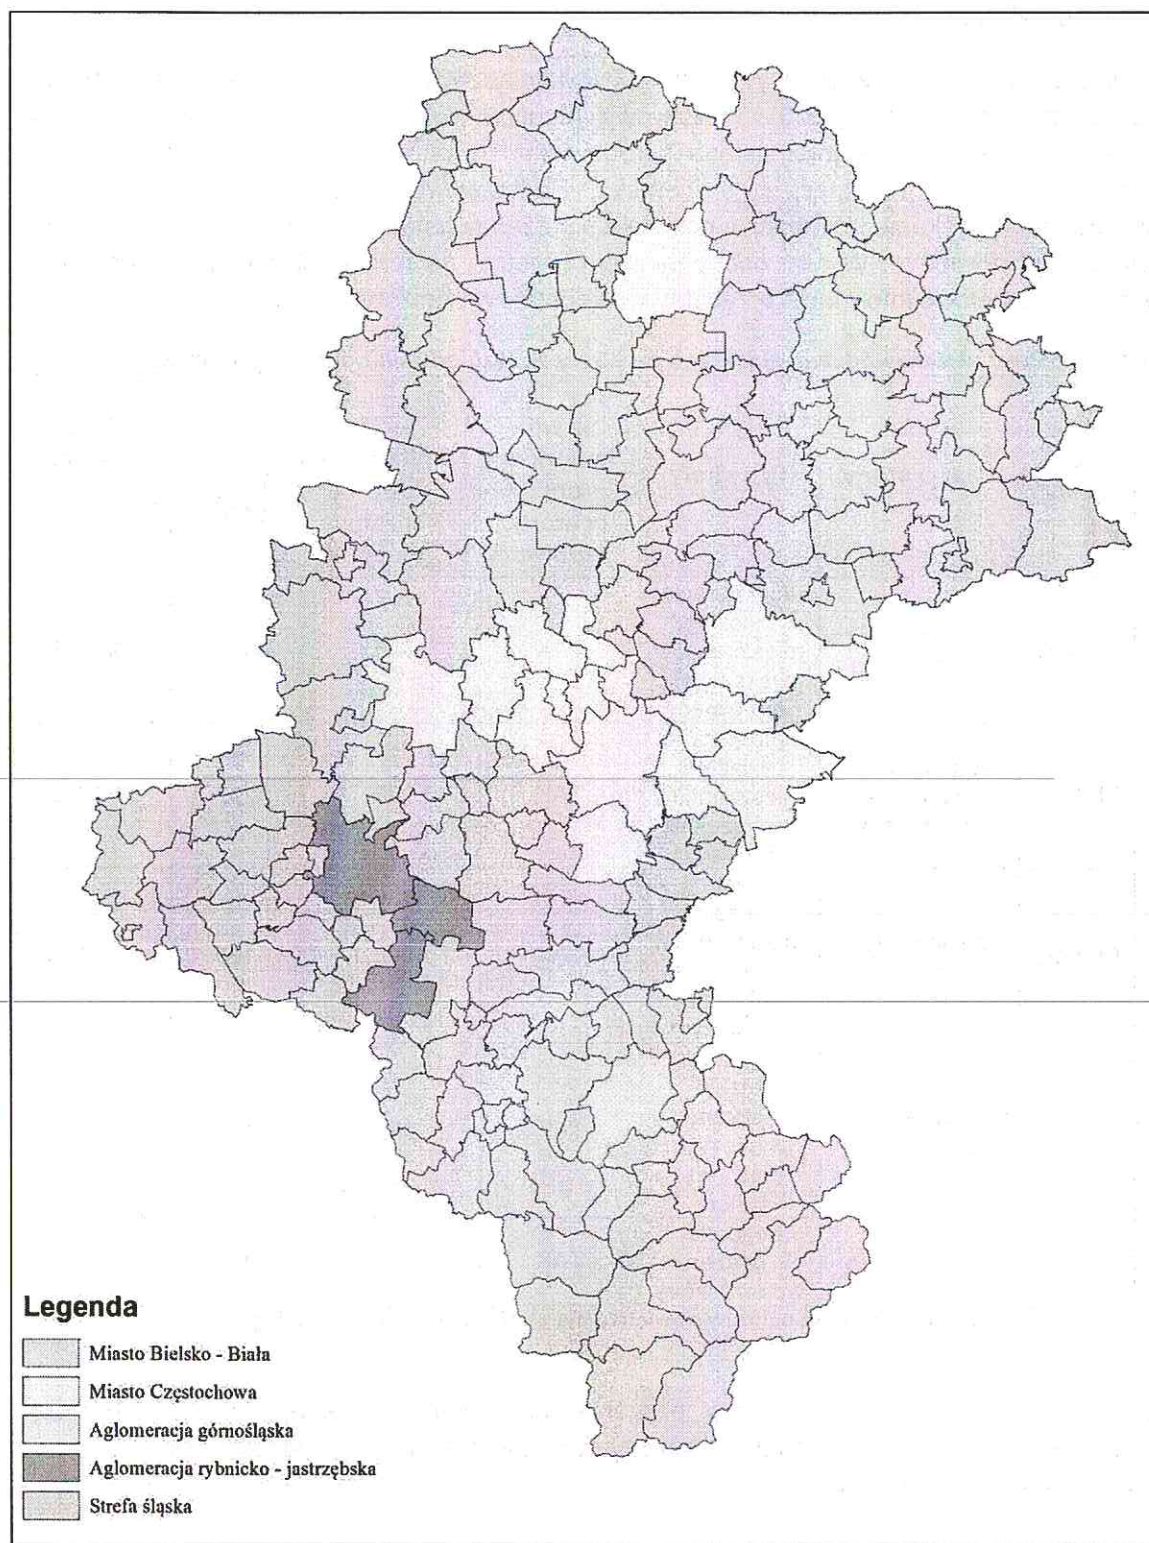 Legenda
Miasto Bielsko - Biała
Miasto Częstochowa
Aglomeracja górnośląska
Aglomeracja rybnicko - jastrzębska
Strefa śląska